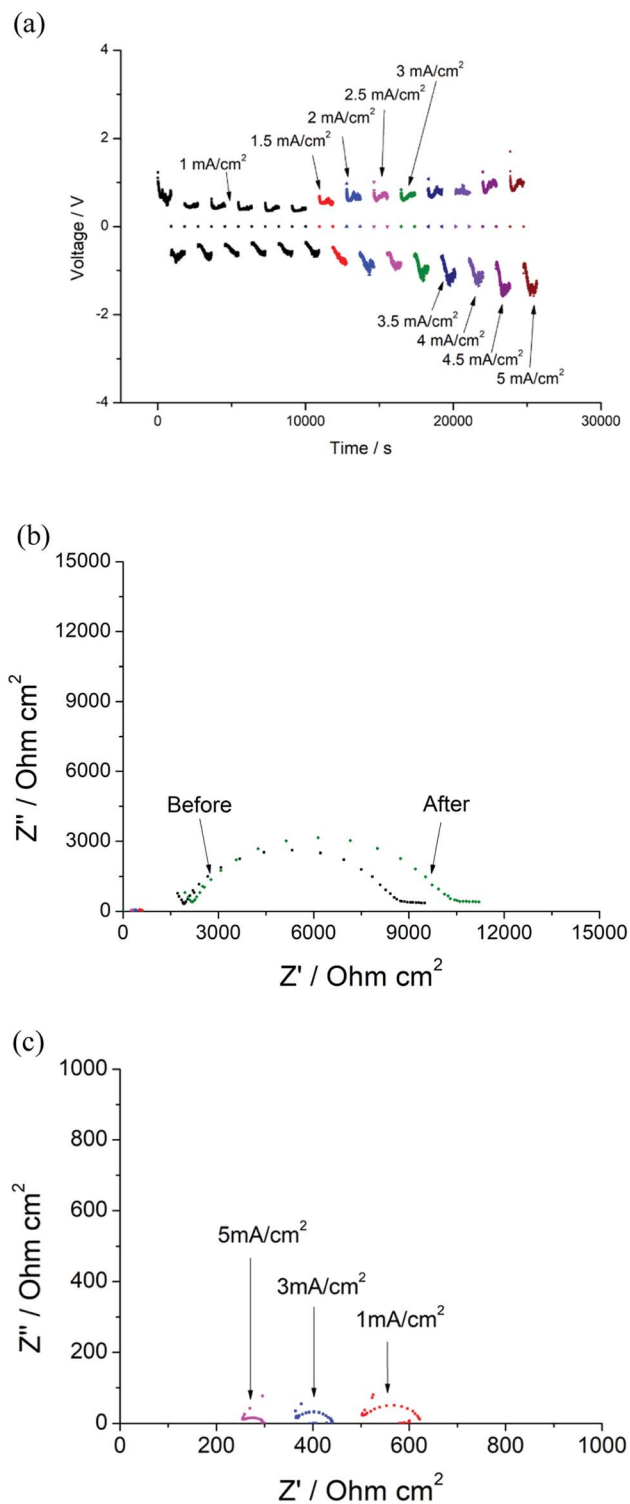 (a)
4
3 mA/cm²
2.5 mA/cm²
2 mA/cm²
1.5 mA/cm²
2
1 mA/cm²
0
Voltage / V
-2
3.5 mA/cm²
4 mA/cm²
4.5 mA/cm²
5 mA/cm²
-4
0 10000 20000 30000
Time / s
(b)
15000
12000
9000
6000
3000
0
Z'' / Ohm cm²
Before After
0 3000 6000 9000 12000 15000
Z' / Ohm cm²
(c)
1000
800
600
400
200
0
Z'' / Ohm cm²
5mA/cm²
3mA/cm²
1mA/cm²
0 200 400 600 800 1000
Z' / Ohm cm²